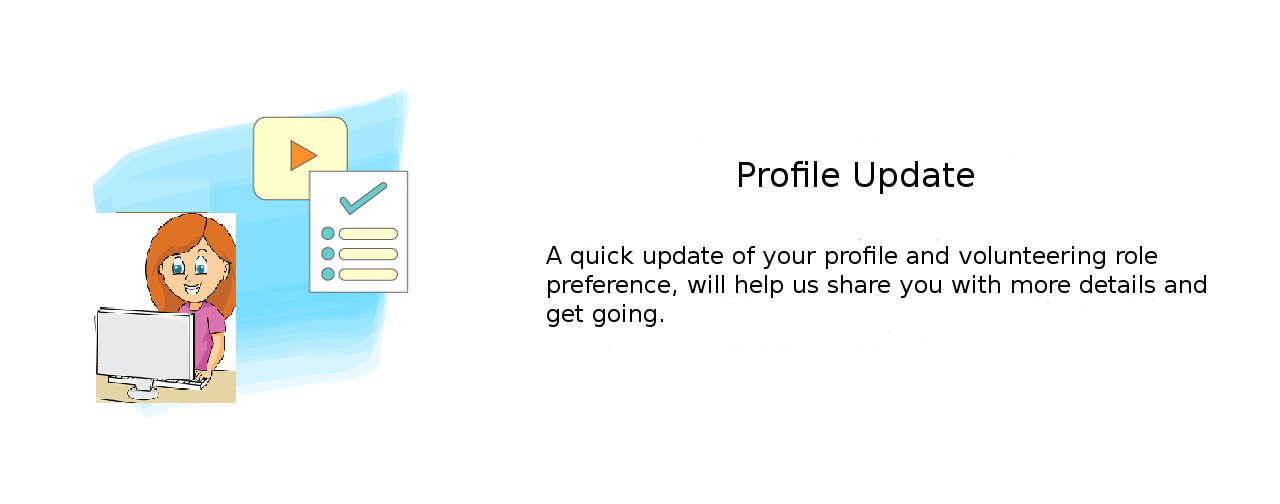 Profile Update
A quick update of your profile and volunteering role
preference, will help us share you with more details and
get going.